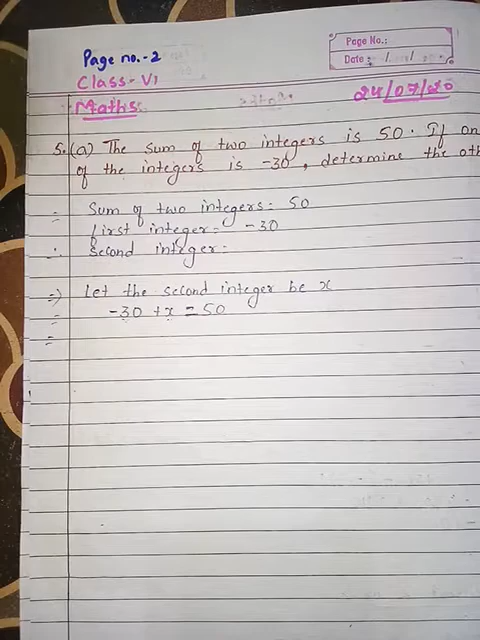 Page no.-2
Page No.:
Class-VI
Date: / /
Maths
24/07/20
5.(a) The sum of two integers is 50. If on
of the integers is -30, determine the oth
= Sum of two integers= 50
first integer= -30
∴ Second integer=
=> Let the second integer be x
= -30 + x = 50
=